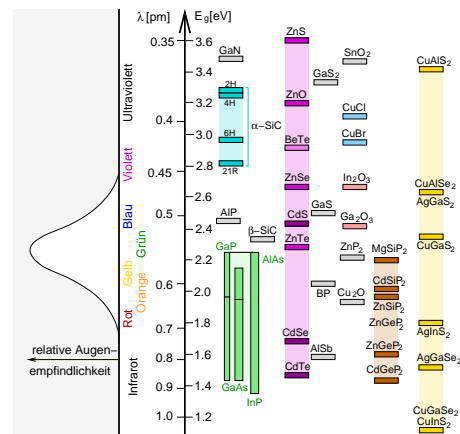 λ [pm]
E_g [eV]
0.35
0.4
0.45
0.5
0.6
0.7
0.8
0.9
1.0
3.6
3.4
3.2
3.0
2.8
2.6
2.4
2.2
2.0
1.8
1.6
1.4
1.2
Ultraviolett
Violett
Blau
Grün
Gelb
Orange
Rot
Infrarot
relative Augen–
empfindlichkeit
GaN
2H
4H
6H
21R
α−SiC
AlP
β−SiC
GaP
AlAs
GaAs
InP
ZnS
ZnO
BeTe
ZnSe
CdS
ZnTe
CdSe
CdTe
SnO₂
GaS₂
CuCl
CuBr
In₂O₃
GaS
Ga₂O₃
ZnP₂
BP
Cu₂O
AlSb
MgSiP₂
CdSiP₂
ZnSiP₂
ZnGeP₂
ZnGeP₂
CdGeP₂
CuAlS₂
CuAlSe₂
AgGaS₂
CuGaS₂
AgInS₂
AgGaSe₂
CuGaSe₂
CuInS₂